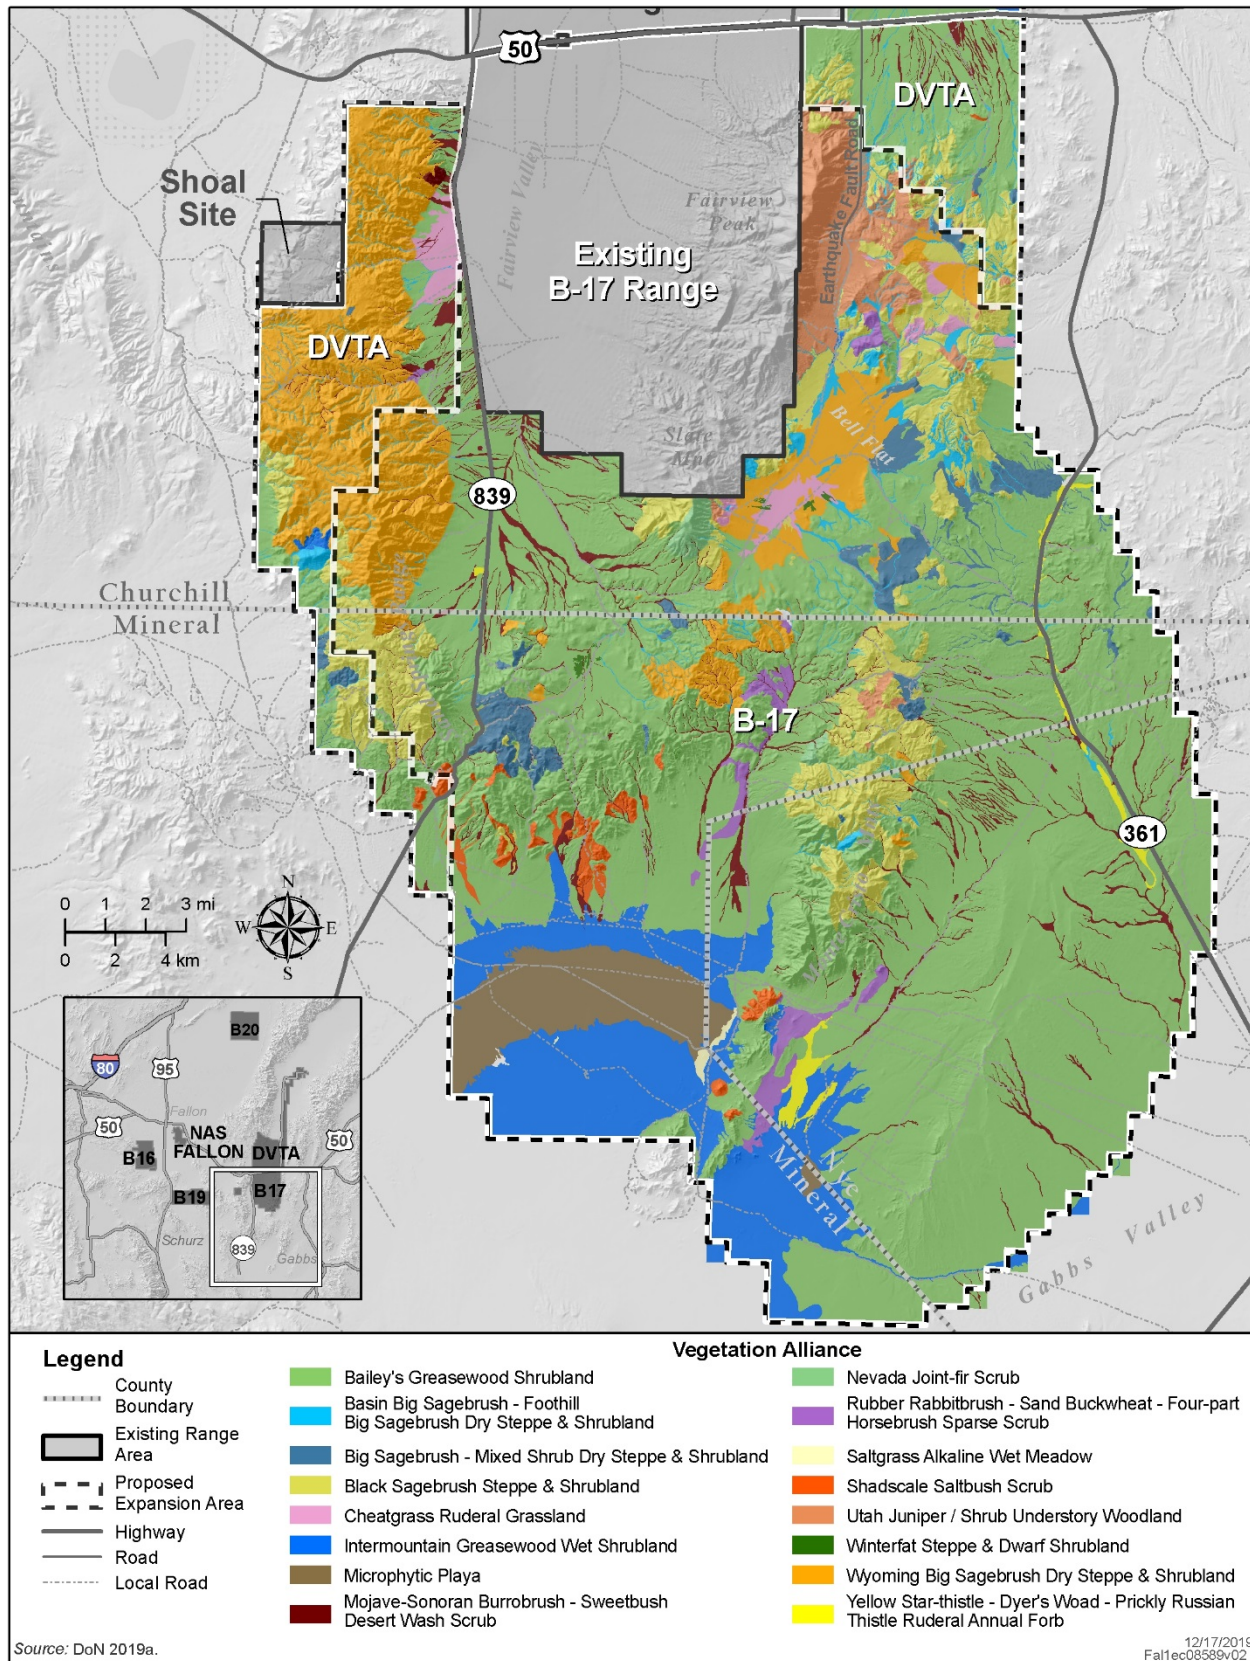 50
DVTA
Shoal
Site
Fairview Valley
Fairview
Peak
Earthquake Fault Road
Existing
B-17 Range
DVTA
Bell Flat
Slate
Mtn
839
Churchill
Mineral
B-17
361
N
W
E
S
0 1 2 3 mi
0 2 4 km
Nye
Mineral
Gabbs Valley
B20
80
95
Fallon
50
NAS
FALLON
DVTA
50
B16
B19
B17
Schurz
839
Gabbs
Legend
County
Boundary
Existing Range
Area
Proposed
Expansion Area
Highway
Road
Local Road
Vegetation Alliance
Bailey's Greasewood Shrubland
Basin Big Sagebrush - Foothill
Big Sagebrush Dry Steppe & Shrubland
Big Sagebrush - Mixed Shrub Dry Steppe & Shrubland
Black Sagebrush Steppe & Shrubland
Cheatgrass Ruderal Grassland
Intermountain Greasewood Wet Shrubland
Microphytic Playa
Mojave-Sonoran Burrobrush - Sweetbush
Desert Wash Scrub
Nevada Joint-fir Scrub
Rubber Rabbitbrush - Sand Buckwheat - Four-part
Horsebrush Sparse Scrub
Saltgrass Alkaline Wet Meadow
Shadscale Saltbush Scrub
Utah Juniper / Shrub Understory Woodland
Winterfat Steppe & Dwarf Shrubland
Wyoming Big Sagebrush Dry Steppe & Shrubland
Yellow Star-thistle - Dyer's Woad - Prickly Russian
Thistle Ruderal Annual Forb
Source: DoN 2019a.
12/17/2019
Fal1ec08589v02